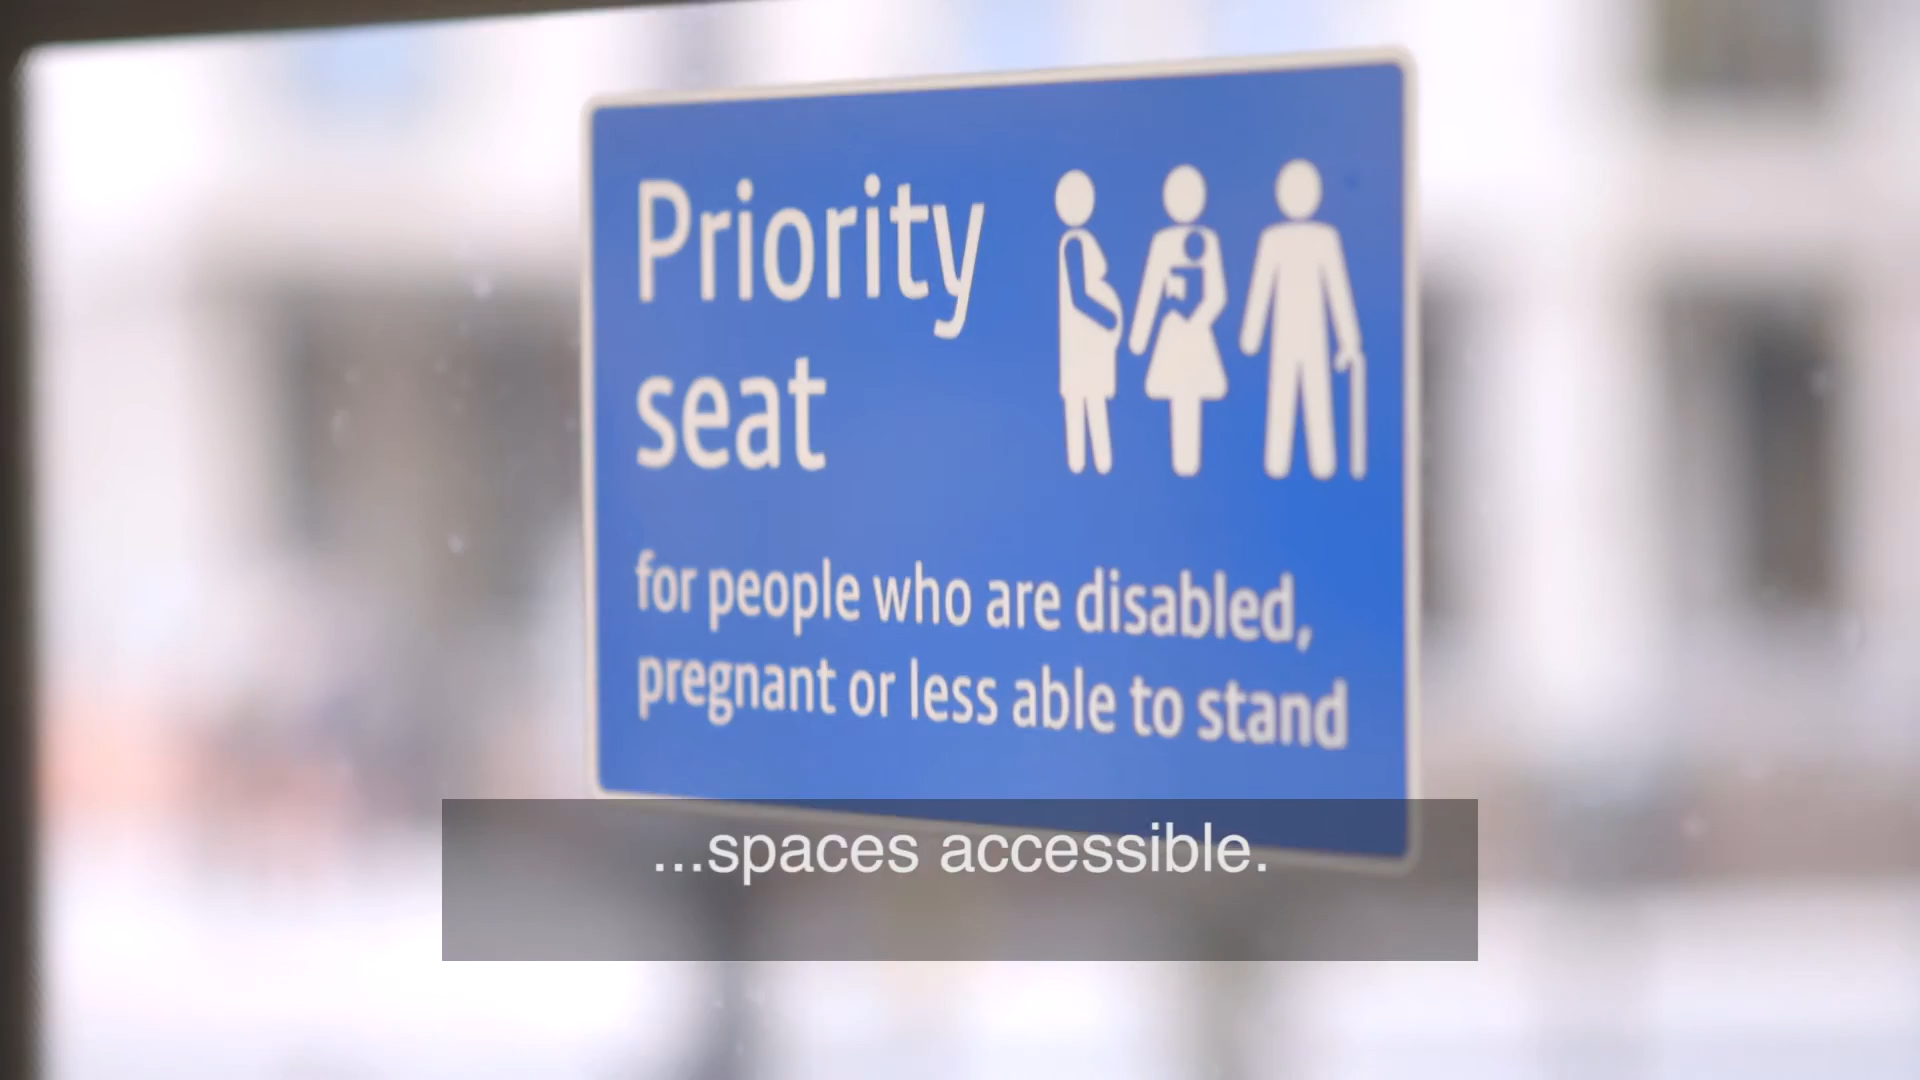 Priority
seat
for people who are disabled,
pregnant or less able to stand
...spaces accessible.